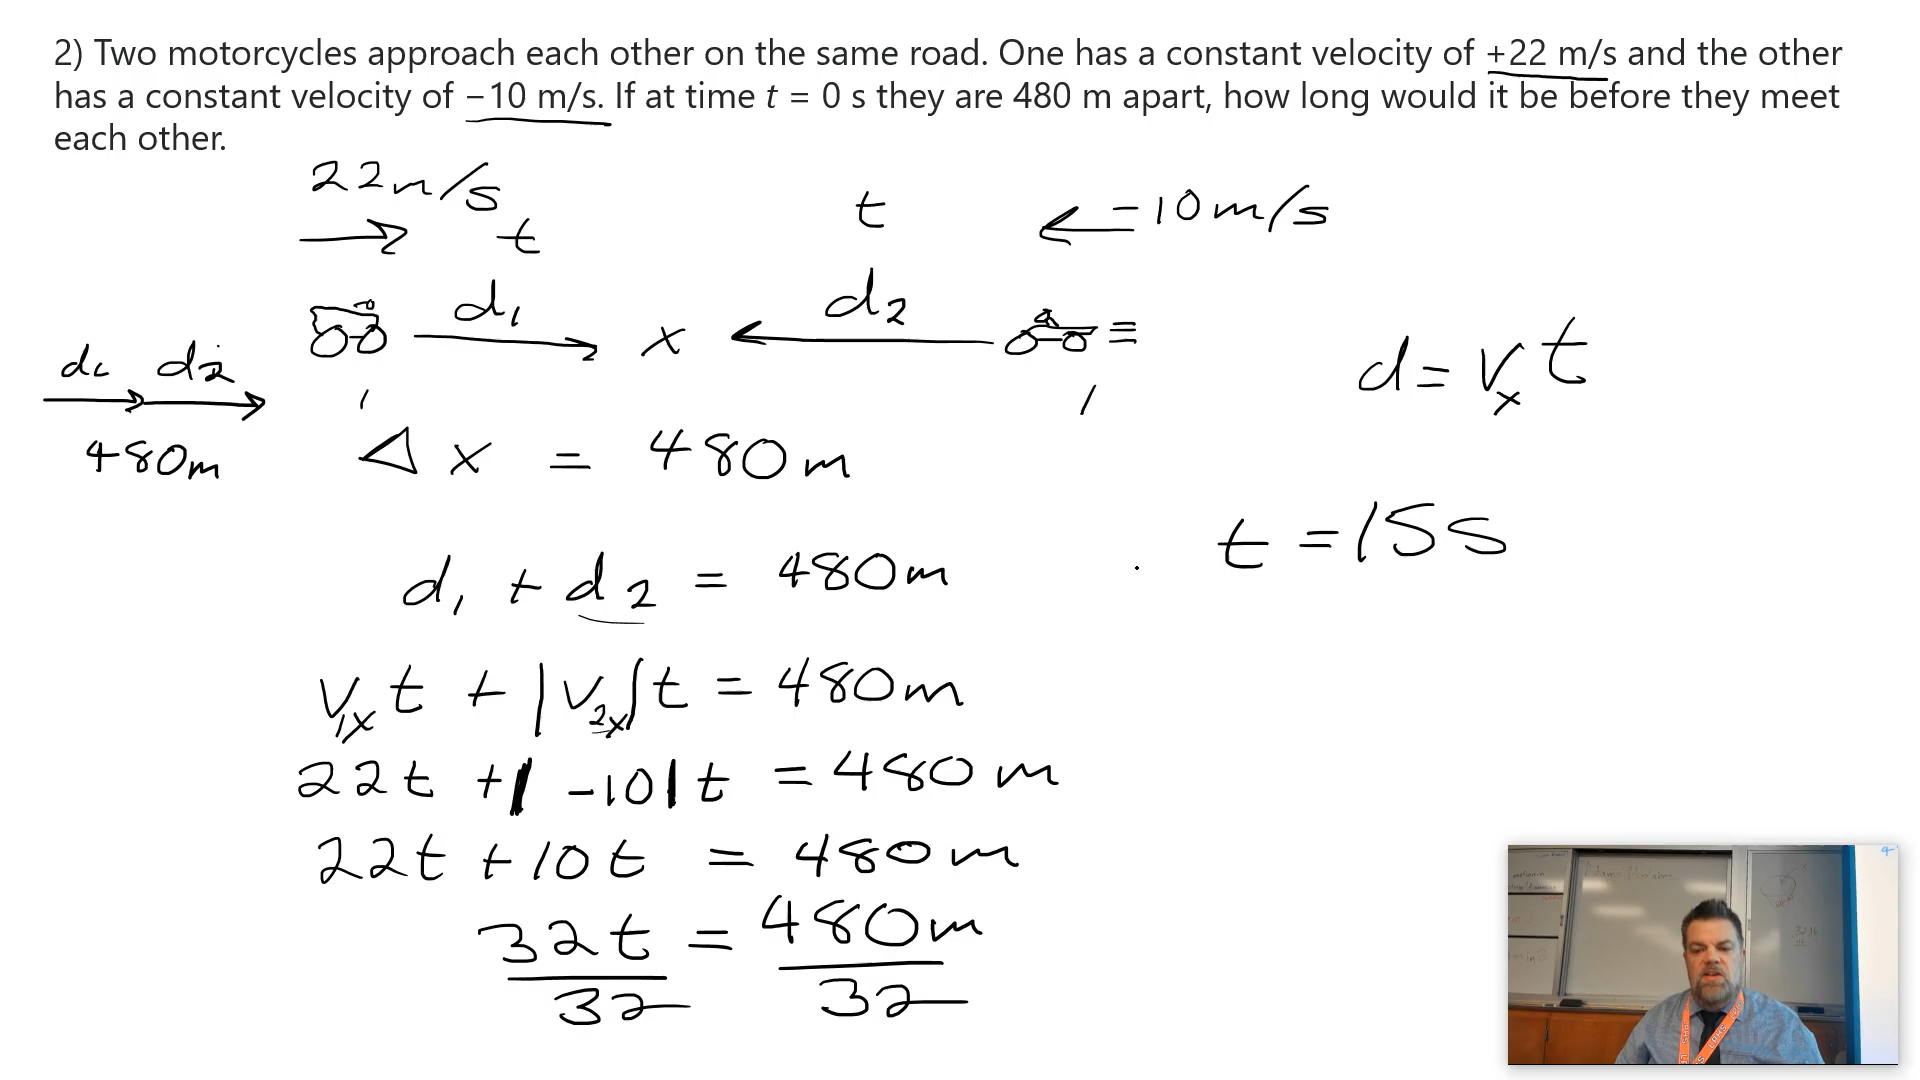 2) Two motorcycles approach each other on the same road. One has a constant velocity of +22 m/s and the other
has a constant velocity of −10 m/s. If at time t = 0 s they are 480 m apart, how long would it be before they meet
each other.
22m/s
t
t
-10m/s
d₁
x
d₂
d = vₓt
d₁ d₂
480m
Δx = 480m
t = 15s
d₁ + d₂ = 480m
v₁ₓt + |v₂ₓ|t = 480m
22t + |-10|t = 480m
22t + 10t = 480m
32t = 480m
32 32